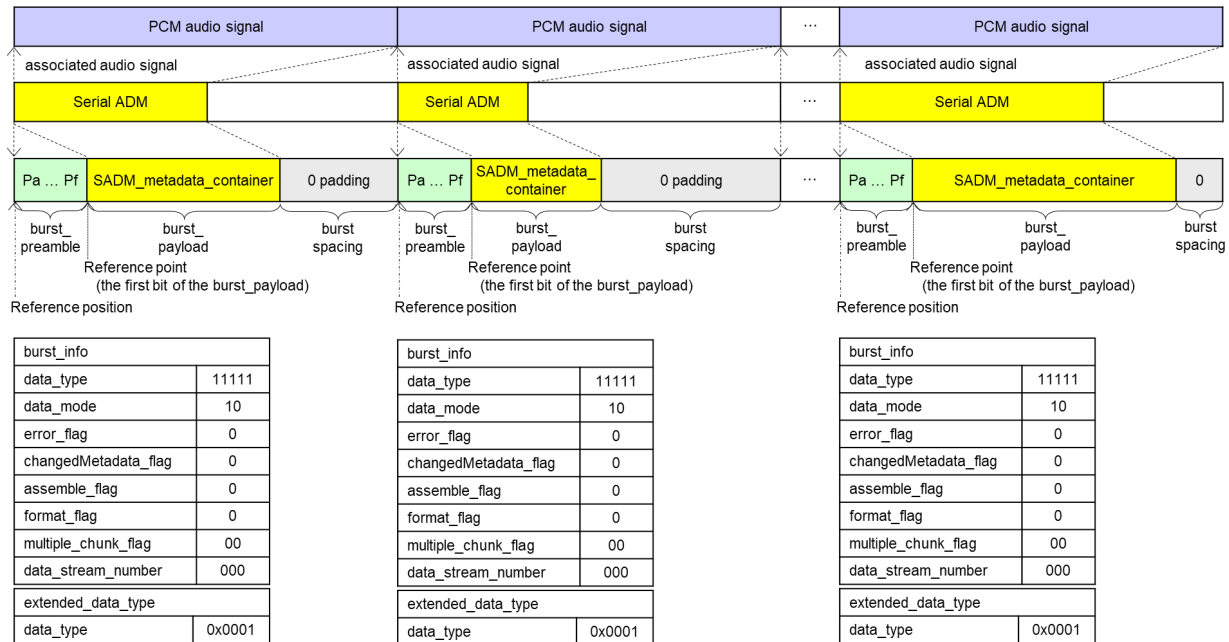 PCM audio signal PCM audio signal ... PCM audio signal
associated audio signal associated audio signal associated audio signal
Serial ADM Serial ADM ... Serial ADM
Pa ... Pf SADM_metadata_container 0 padding Pa ... Pf SADM_metadata_ 0 padding ... Pa ... Pf SADM_metadata_container 0
container
burst_ burst_ burst burst_ burst_ burst burst_ burst_ burst
preamble payload spacing preamble payload spacing preamble payload spacing
Reference point Reference point Reference point
(the first bit of the burst_payload) (the first bit of the burst_payload) (the first bit of the burst_payload)
Reference position Reference position Reference position
burst_info burst_info burst_info
data_type 11111 data_type 11111 data_type 11111
data_mode 10 data_mode 10 data_mode 10
error_flag 0 error_flag 0 error_flag 0
changedMetadata_flag 0 changedMetadata_flag 0 changedMetadata_flag 0
assemble_flag 0 assemble_flag 0 assemble_flag 0
format_flag 0 format_flag 0 format_flag 0
multiple_chunk_flag 00 multiple_chunk_flag 00 multiple_chunk_flag 00
data_stream_number 000 data_stream_number 000 data_stream_number 000
extended_data_type extended_data_type extended_data_type
data_type 0x0001 data_type 0x0001 data_type 0x0001